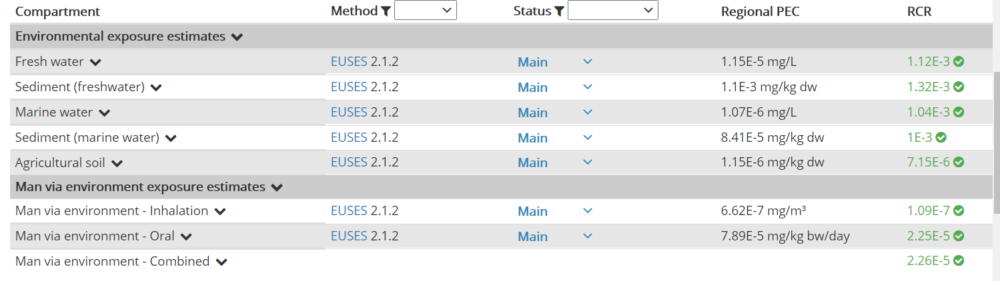 Compartment Method Status Regional PEC RCR
Environmental exposure estimates
Fresh water EUSES 2.1.2 Main 1.15E-5 mg/L 1.12E-3
Sediment (freshwater) EUSES 2.1.2 Main 1.1E-3 mg/kg dw 1.32E-3
Marine water EUSES 2.1.2 Main 1.07E-6 mg/L 1.04E-3
Sediment (marine water) EUSES 2.1.2 Main 8.41E-5 mg/kg dw 1E-3
Agricultural soil EUSES 2.1.2 Main 1.15E-6 mg/kg dw 7.15E-6
Man via environment exposure estimates
Man via environment - Inhalation EUSES 2.1.2 Main 6.62E-7 mg/m³ 1.09E-7
Man via environment - Oral EUSES 2.1.2 Main 7.89E-5 mg/kg bw/day 2.25E-5
Man via environment - Combined 2.26E-5